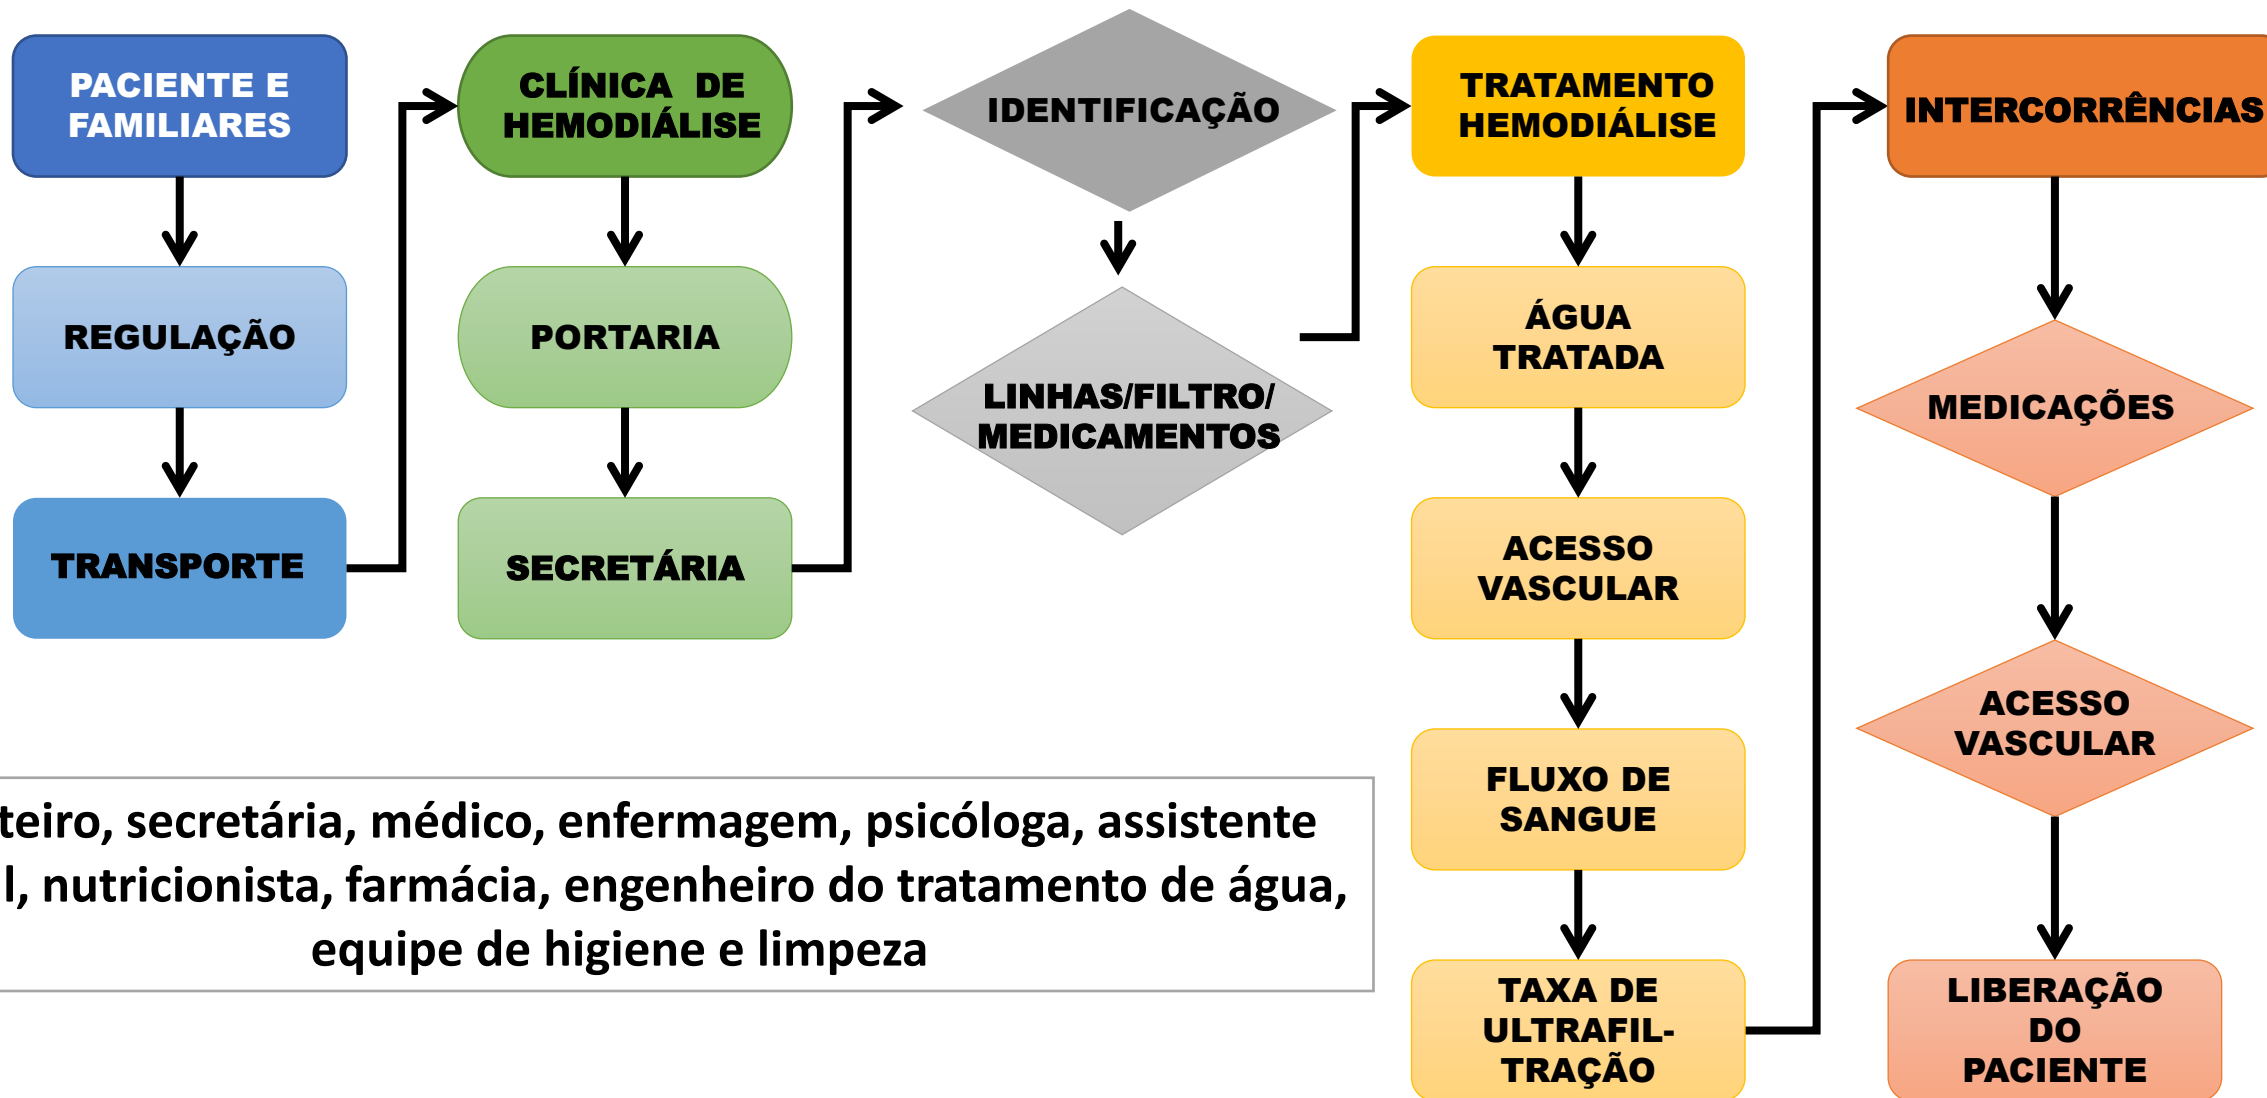 PACIENTE E
FAMILIARES
REGULAÇÃO
TRANSPORTE
CLÍNICA DE
HEMODIÁLISE
PORTARIA
SECRETÁRIA
IDENTIFICAÇÃO
LINHAS/FILTRO/
MEDICAMENTOS
TRATAMENTO
HEMODIÁLISE
ÁGUA
TRATADA
ACESSO
VASCULAR
FLUXO DE
SANGUE
TAXA DE
ULTRAFIL-
TRAÇÃO
INTERCORRÊNCIAS
MEDICAÇÕES
ACESSO
VASCULAR
LIBERAÇÃO
DO
PACIENTE
teiro, secretária, médico, enfermagem, psicóloga, assistente
l, nutricionista, farmácia, engenheiro do tratamento de água,
equipe de higiene e limpeza